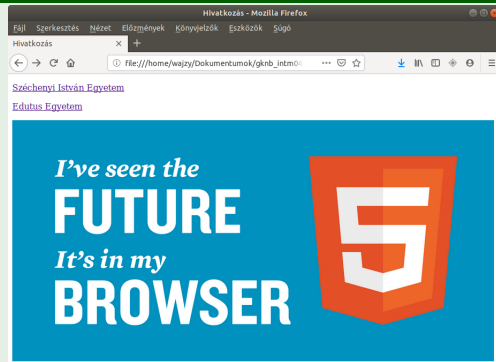 Hivatkozás - Mozilla Firefox
Fájl Szerkesztés Nézet Előzmények Könyvjelzők Eszközök Súgó
Hivatkozás
file:///home/wajzy/Dokumentumok/gknb_intm04
Széchenyi István Egyetem
Edutus Egyetem
I've seen the
FUTURE
It's in my
BROWSER
5